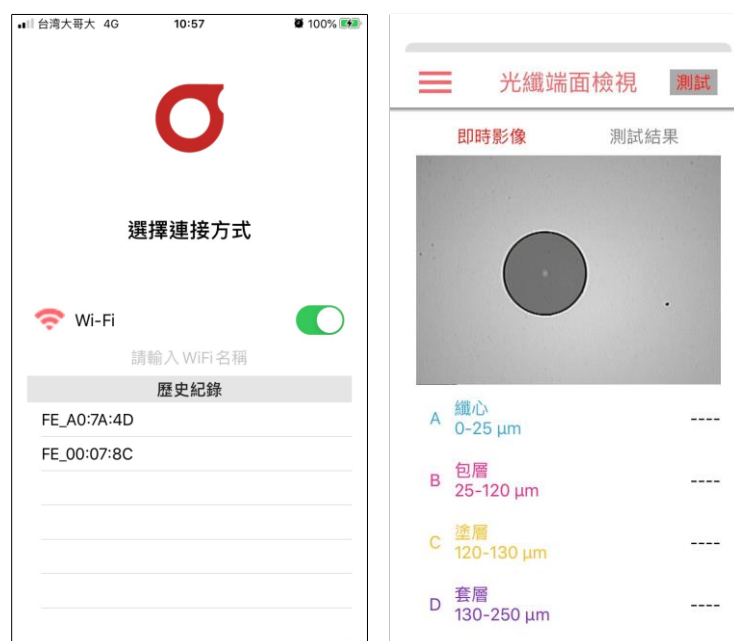 台湾大哥大 4G 10:57 100%
選擇連接方式
Wi-Fi
請輸入 WiFi 名稱
歷史紀錄
FE_A0:7A:4D
FE_00:07:8C
光纖端面檢視 測試
即時影像 測試結果
A 纖心 ----
0-25 µm
B 包層 ----
25-120 µm
C 塗層 ----
120-130 µm
D 套層 ----
130-250 µm